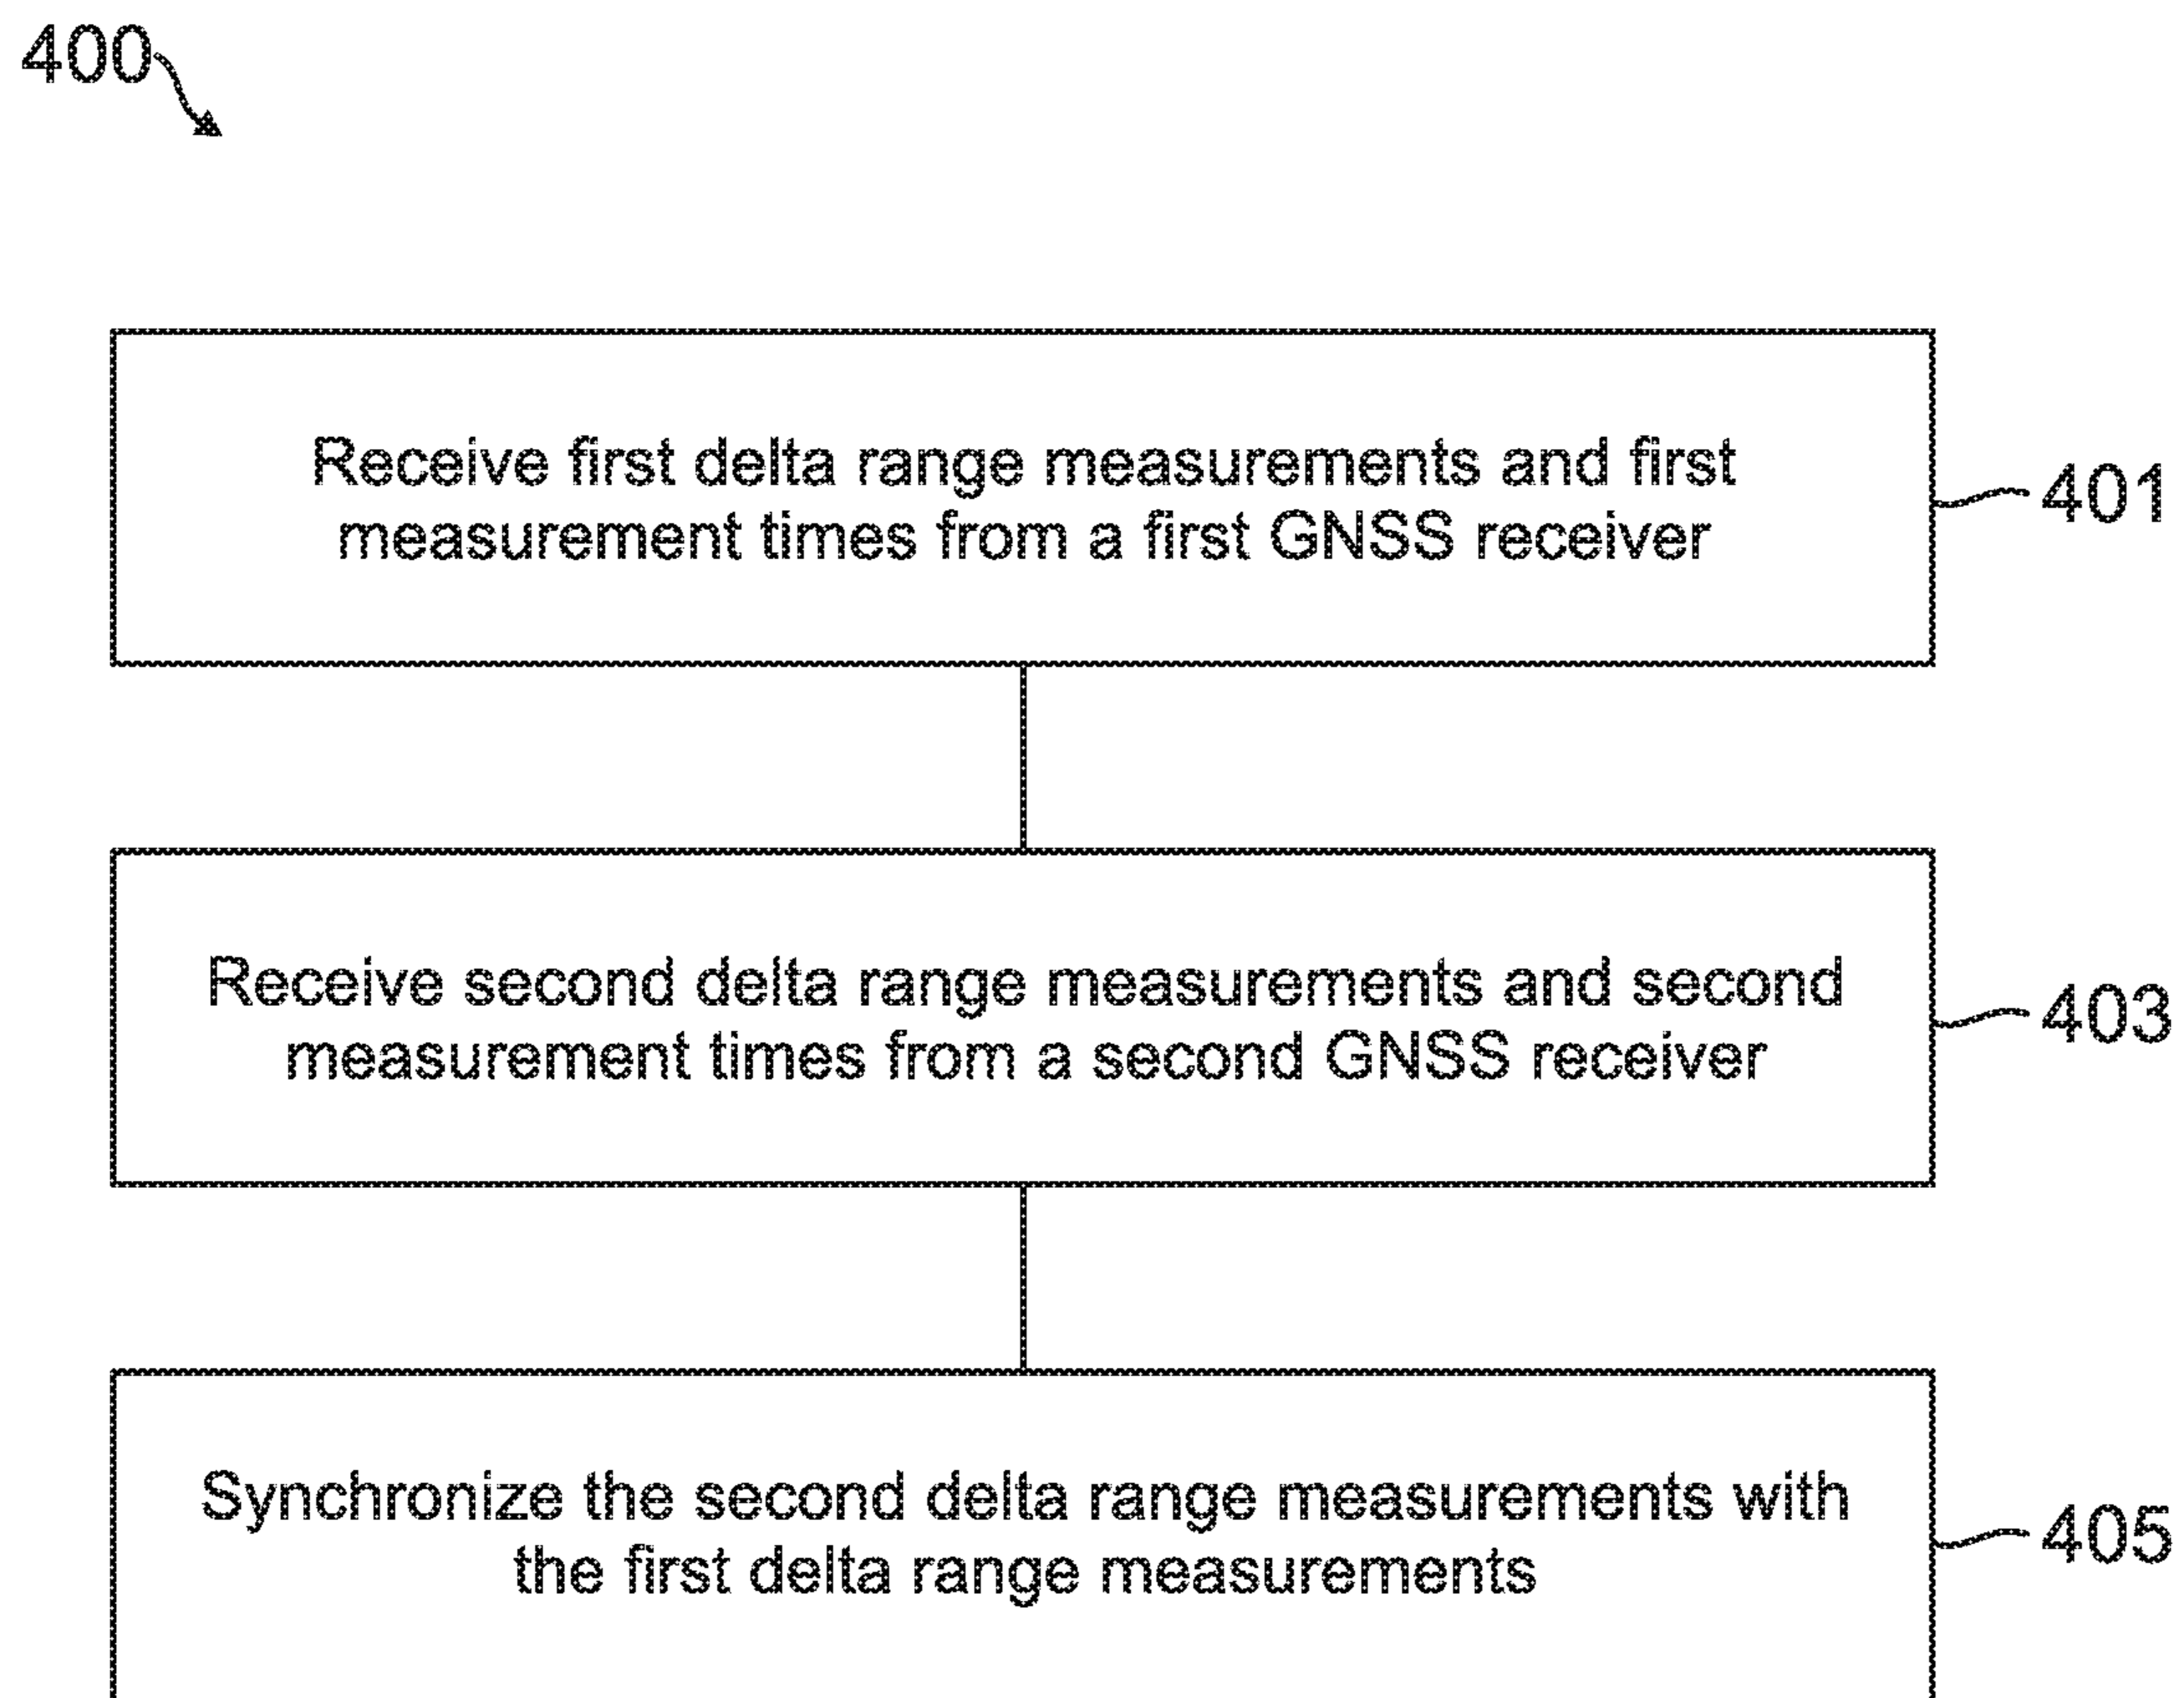 400
Receive first delta range measurements and first
measurement times from a first GNSS receiver
401
Receive second delta range measurements and second
measurement times from a second GNSS receiver
403
Synchronize the second delta range measurements with
the first delta range measurements
405